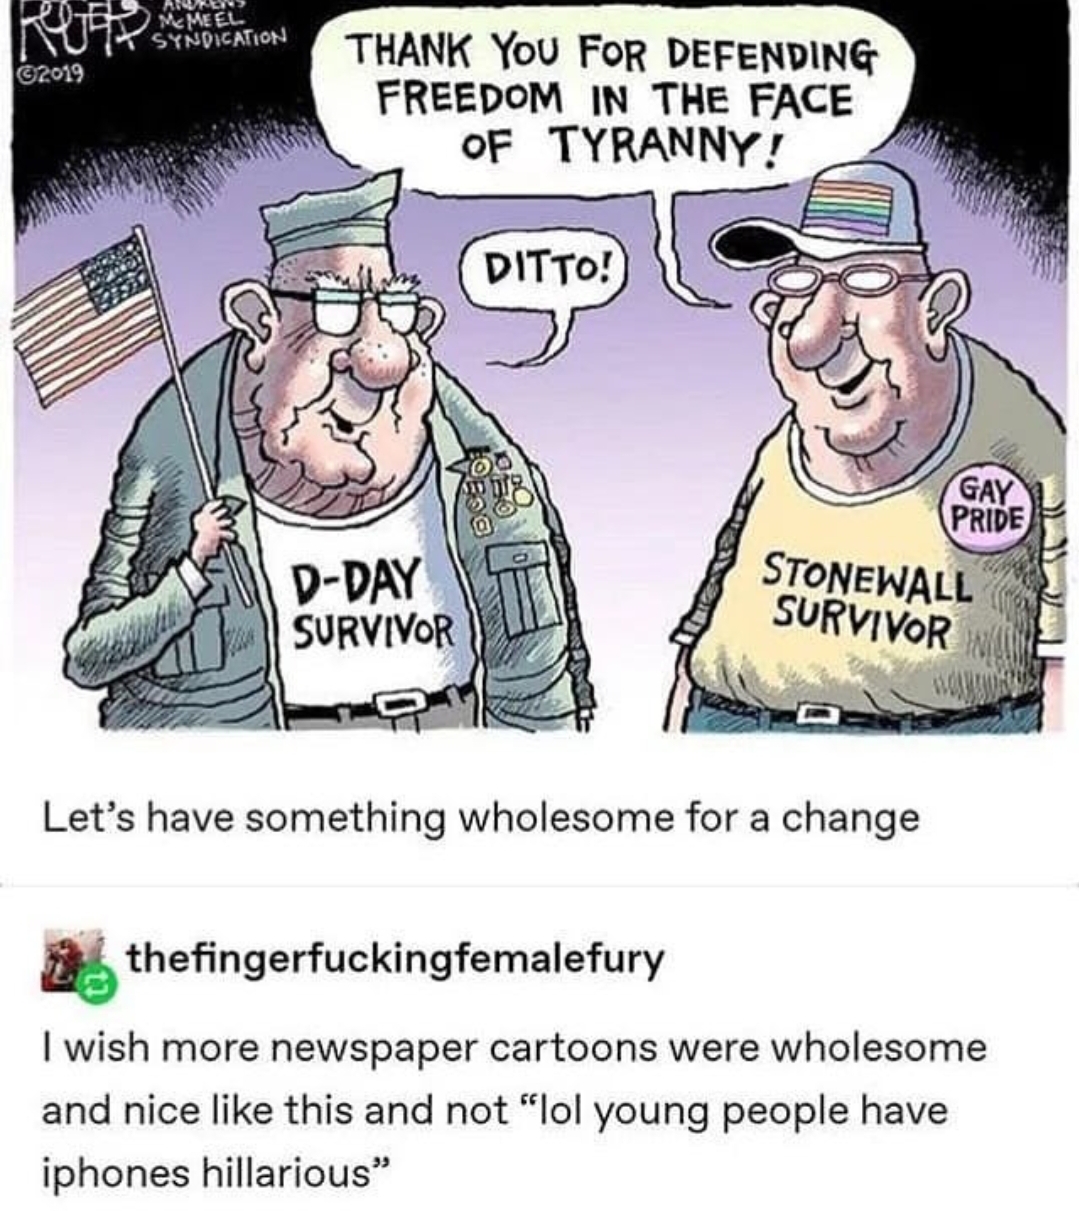 ANDREWS
McMEEL
SYNDICATION
©2019
THANK YOU FOR DEFENDING
FREEDOM IN THE FACE
OF TYRANNY!
DITTO!
GAY
PRIDE
D-DAY
SURVIVOR
STONEWALL
SURVIVOR
Let's have something wholesome for a change
thefingerfuckingfemalefury
I wish more newspaper cartoons were wholesome
and nice like this and not “lol young people have
iphones hillarious”